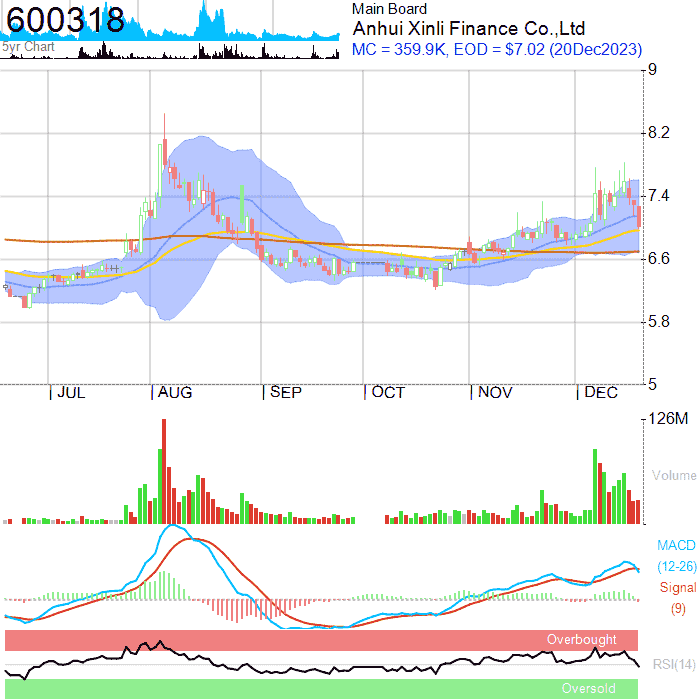 600318
5yr Chart
Main Board
Anhui Xinli Finance Co.,Ltd
MC = 359.9K, EOD = $7.02 (20Dec2023)
9
8.2
7.4
6.6
5.8
5
JUL AUG SEP OCT NOV DEC
126M
Volume
MACD
(12-26)
Signal
(9)
Overbought
RSI(14)
Oversold